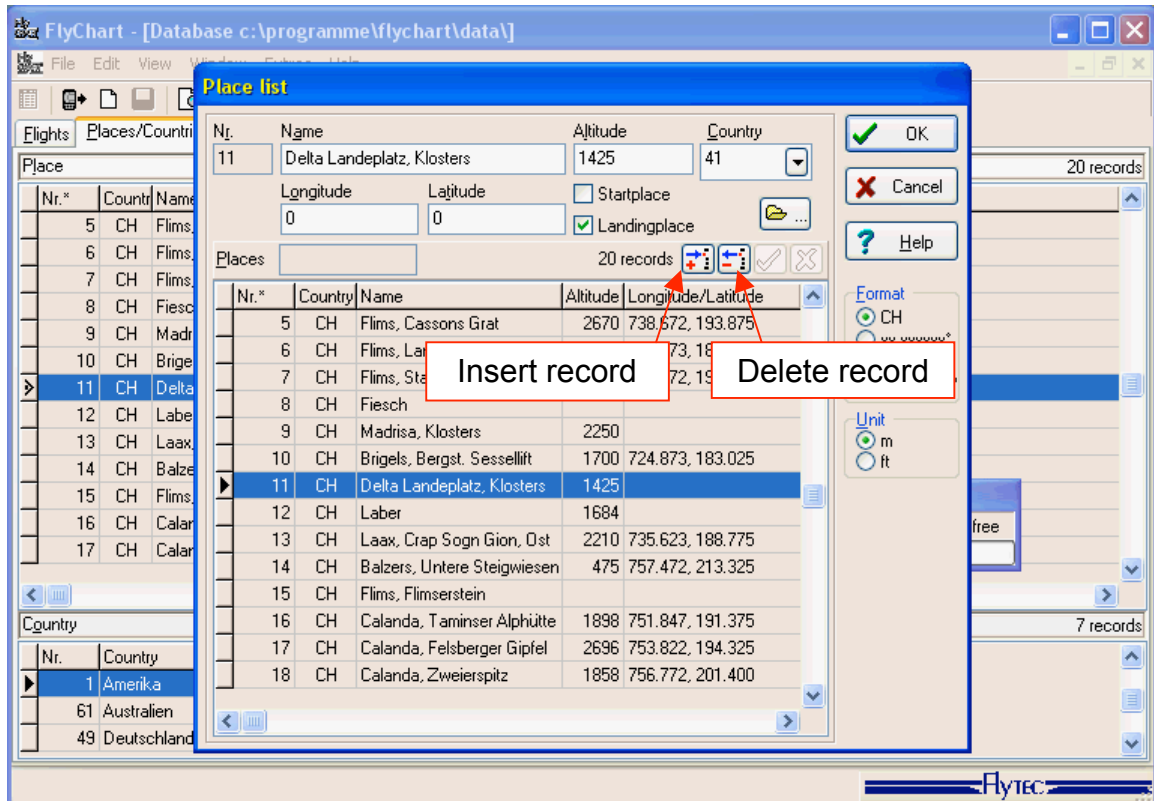 FlyChart - [Database c:\programme\flychart\data\]
File Edit View
Flights Places/Countri
Place 20 records
Nr.* Countr Name
5 CH Flims,
6 CH Flims,
7 CH Flims,
8 CH Fiesc
9 CH Madr
10 CH Brige
11 CH Delta
12 CH Labe
13 CH Laax,
14 CH Balze
15 CH Flims,
16 CH Calar
17 CH Calar
Country 7 records
Nr. Country
1 Amerika
61 Australien
49 Deutschland
Place list
Nr. Name Altitude Country
11 Delta Landeplatz, Klosters 1425 41
Longitude Latitude Startplace
0 0 Landingplace ...
Places 20 records
Nr.* Country Name Altitude Longitude/Latitude
5 CH Flims, Cassons Grat 2670 738.672, 193.875
6 CH Flims, Lar 73, 18
7 CH Flims, Sta 72, 19
8 CH Fiesch
9 CH Madrisa, Klosters 2250
10 CH Brigels, Bergst. Sessellift 1700 724.873, 183.025
11 CH Delta Landeplatz, Klosters 1425
12 CH Laber 1684
13 CH Laax, Crap Sogn Gion, Ost 2210 735.623, 188.775
14 CH Balzers, Untere Steigwiesen 475 757.472, 213.325
15 CH Flims, Flimserstein
16 CH Calanda, Taminser Alphütte 1898 751.847, 191.375
17 CH Calanda, Felsberger Gipfel 2696 753.822, 194.325
18 CH Calanda, Zweierspitz 1858 756.772, 201.400
Insert record
Delete record
OK
Cancel
Help
Format
CH
Unit
m
ft
free
FLYTEC